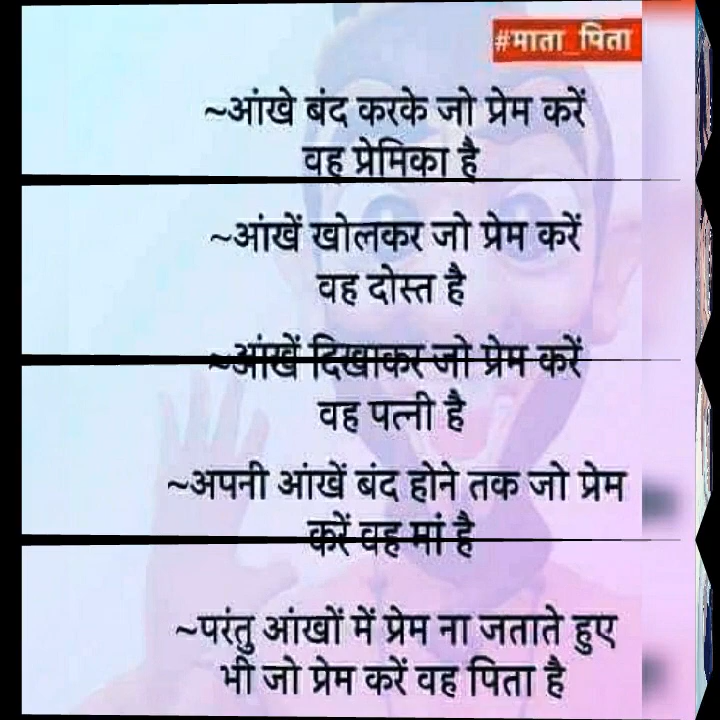 #माता_पिता
~आंखे बंद करके जो प्रेम करें
वह प्रेमिका है
~आंखें खोलकर जो प्रेम करें
वह दोस्त है
~आंखें दिखाकर जो प्रेम करें
वह पत्नी है
~अपनी आंखें बंद होने तक जो प्रेम
करें वह मां है
~परंतु आंखों में प्रेम ना जताते हुए
भी जो प्रेम करें वह पिता है